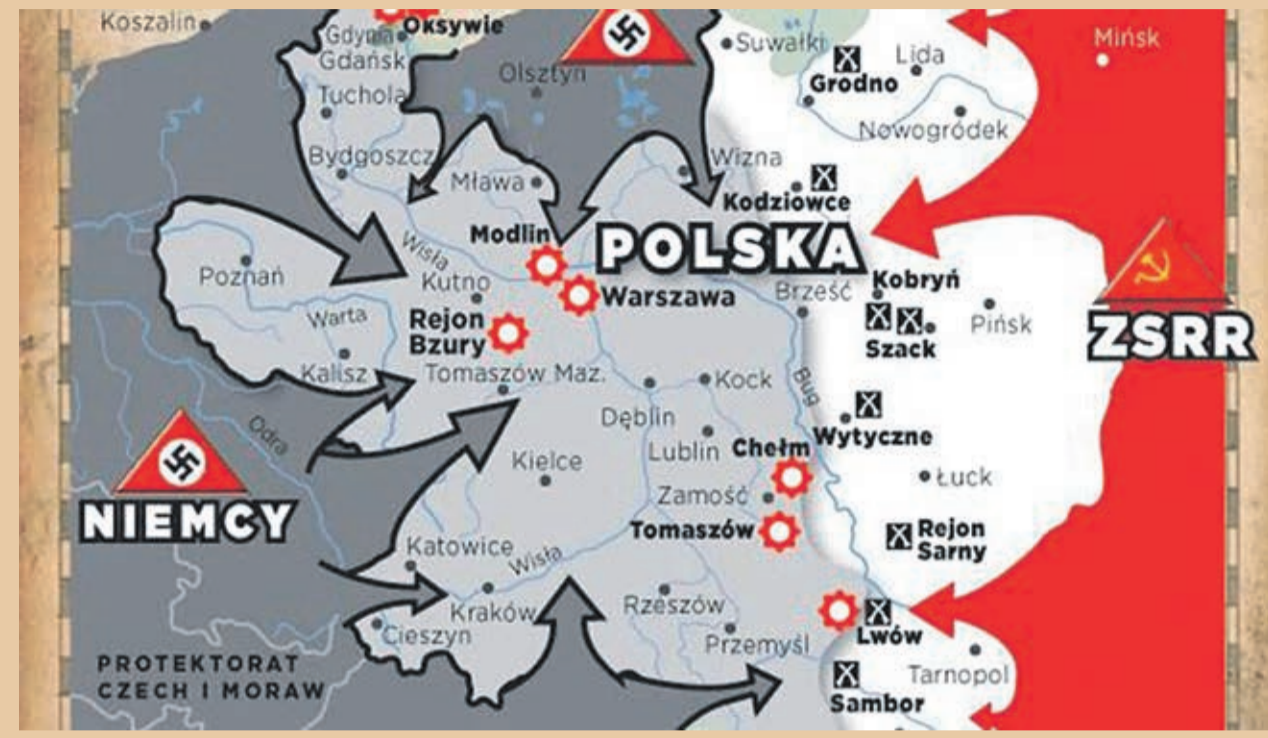 Koszalin
Gdynia
Oksywie
Gdańsk
Suwałki
Grodno
Lida
Mińsk
Olsztyn
Tuchola
Nowogródek
Bydgoszcz
Mława
Wizna
Kodziowce
Modlin
POLSKA
Wisła
Poznań
Kutno
Warszawa
Brześć
Kobryń
Pińsk
ZSRR
Warta
Rejon
Bzury
Szack
Kalisz
Tomaszów Maz.
Kock
Bug
Dęblin
Wytyczne
Odra
Lublin
Chełm
Kielce
Łuck
NIEMCY
Zamość
Tomaszów
Rejon
Sarny
Katowice
Wisła
Kraków
Rzeszów
Lwów
Cieszyn
Przemyśl
Tarnopol
PROTEKTORAT
CZECH I MORAW
Sambor